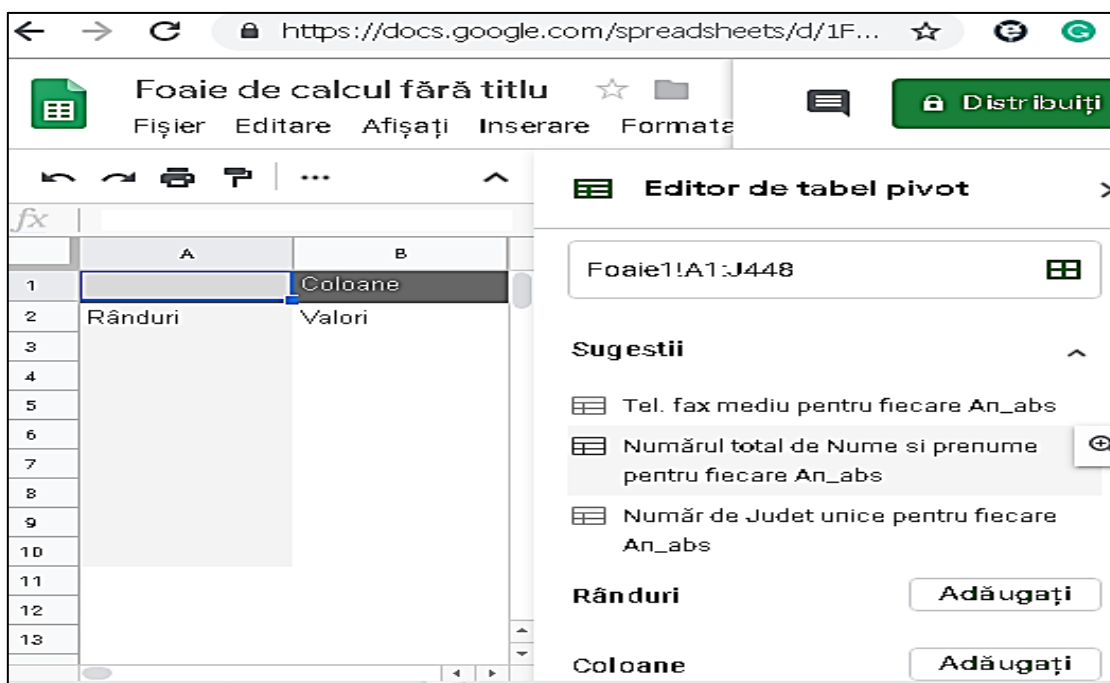 https://docs.google.com/spreadsheets/d/1F...
Foaie de calcul fără titlu
Fișier Editare Afișați Inserare Formata
Distribuiți
...
fx
Editor de tabel pivot
Foaie1!A1:J448
A B
1 Coloane
2 Rânduri Valori
3
4
5
6
7
8
9
10
11
12
13
Sugestii
Tel. fax mediu pentru fiecare An_abs
Numărul total de Nume si prenume
pentru fiecare An_abs
Număr de Judet unice pentru fiecare
An_abs
Rânduri Adăugați
Coloane Adăugați